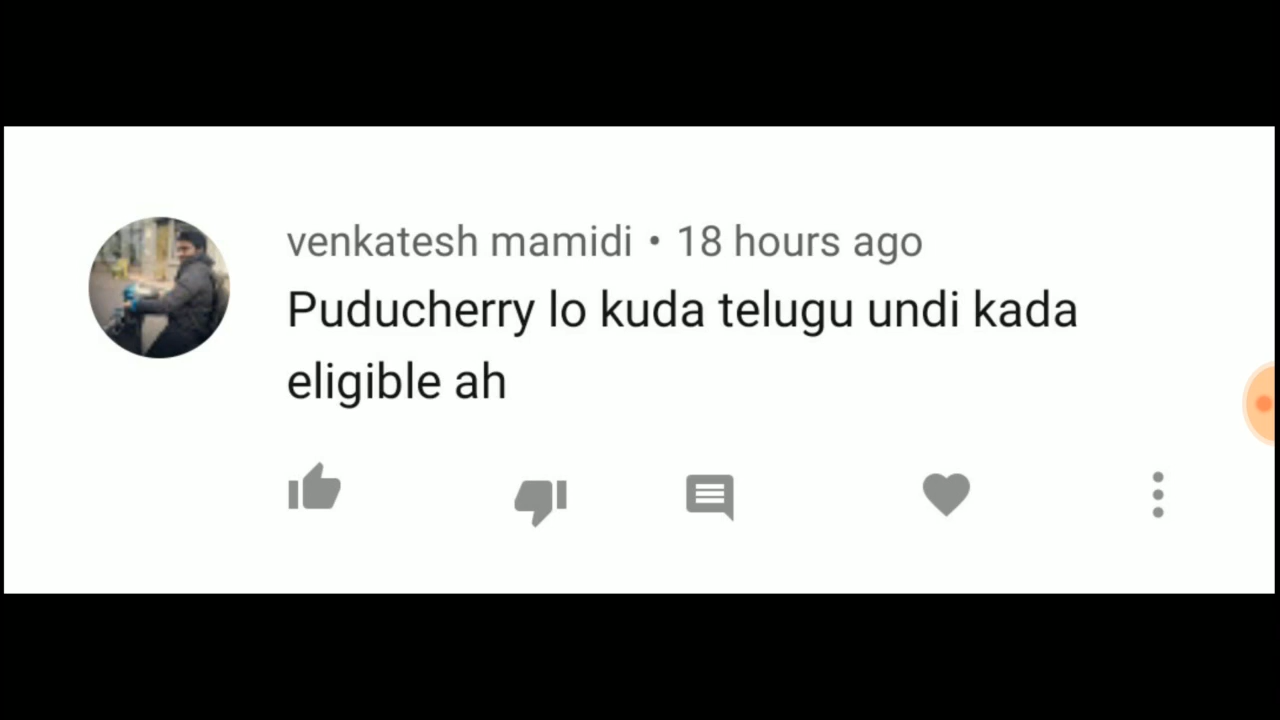 venkatesh mamidi • 18 hours ago
Puducherry lo kuda telugu undi kada
eligible ah